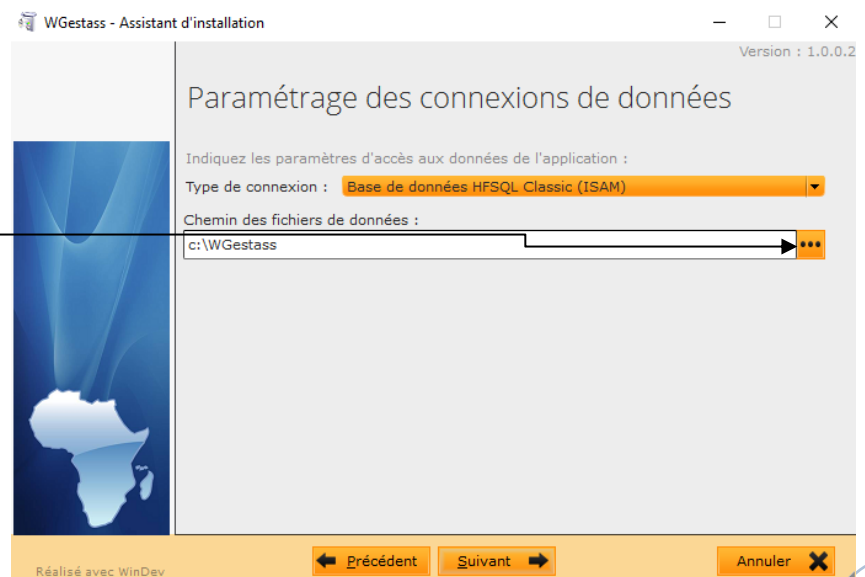 WGestass - Assistant d'installation
Version : 1.0.0.2
Paramétrage des connexions de données
Indiquez les paramètres d'accès aux données de l'application :
Type de connexion : Base de données HFSQL Classic (ISAM)
Chemin des fichiers de données :
c:\WGestass
Réalisé avec WinDev
Précédent
Suivant
Annuler